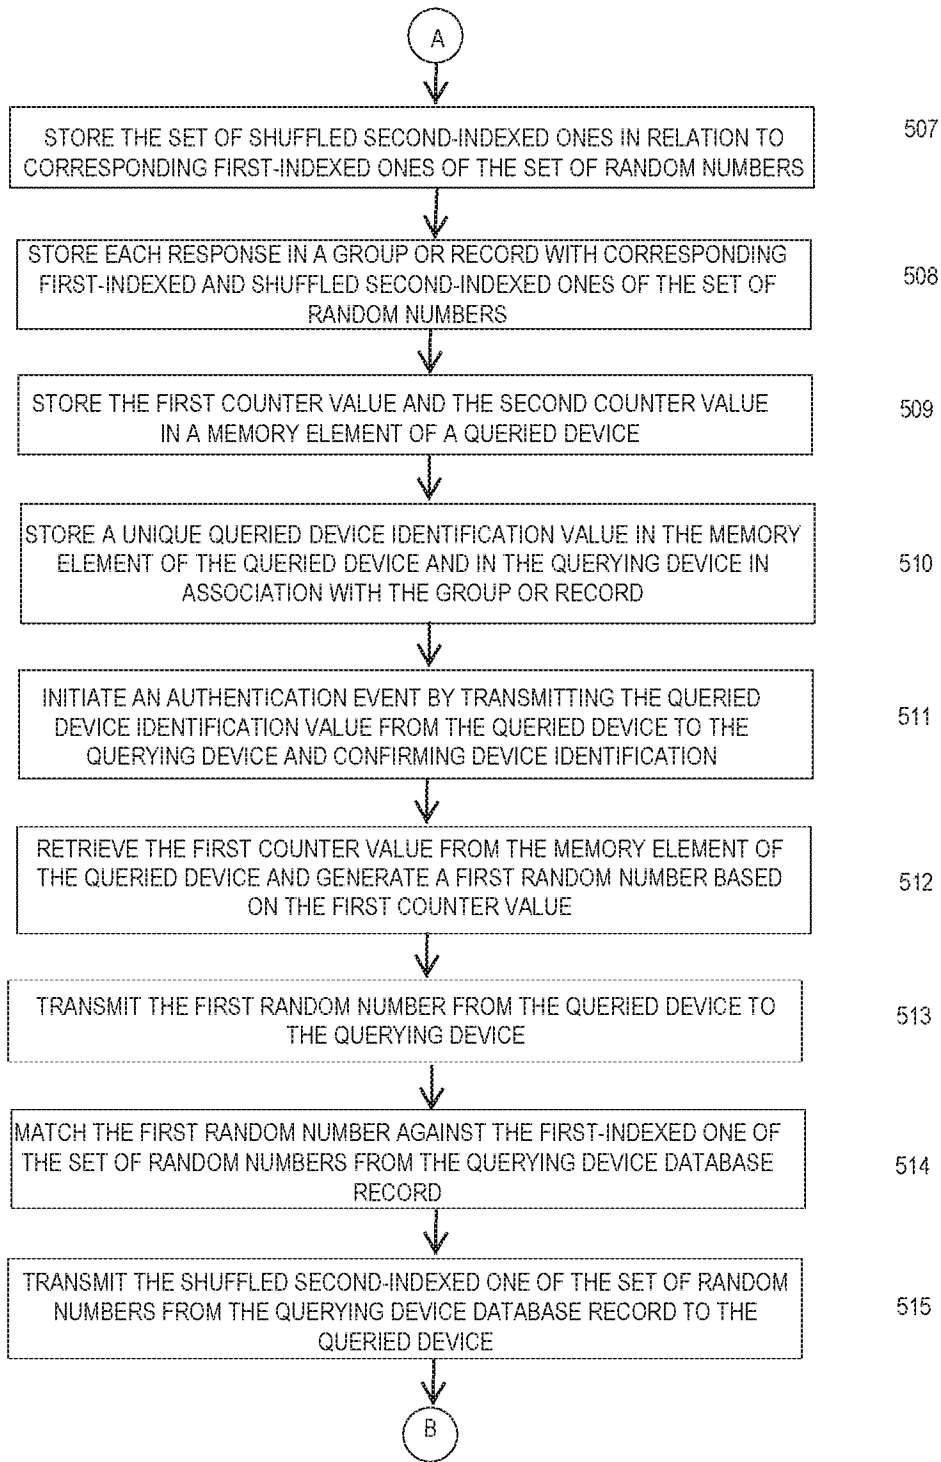 A
STORE THE SET OF SHUFFLED SECOND-INDEXED ONES IN RELATION TO
CORRESPONDING FIRST-INDEXED ONES OF THE SET OF RANDOM NUMBERS
507
STORE EACH RESPONSE IN A GROUP OR RECORD WITH CORRESPONDING
FIRST-INDEXED AND SHUFFLED SECOND-INDEXED ONES OF THE SET OF
RANDOM NUMBERS
508
STORE THE FIRST COUNTER VALUE AND THE SECOND COUNTER VALUE
IN A MEMORY ELEMENT OF A QUERIED DEVICE
509
STORE A UNIQUE QUERIED DEVICE IDENTIFICATION VALUE IN THE MEMORY
ELEMENT OF THE QUERIED DEVICE AND IN THE QUERYING DEVICE IN
ASSOCIATION WITH THE GROUP OR RECORD
510
INITIATE AN AUTHENTICATION EVENT BY TRANSMITTING THE QUERIED
DEVICE IDENTIFICATION VALUE FROM THE QUERIED DEVICE TO THE
QUERYING DEVICE AND CONFIRMING DEVICE IDENTIFICATION
511
RETRIEVE THE FIRST COUNTER VALUE FROM THE MEMORY ELEMENT OF
THE QUERIED DEVICE AND GENERATE A FIRST RANDOM NUMBER BASED
ON THE FIRST COUNTER VALUE
512
TRANSMIT THE FIRST RANDOM NUMBER FROM THE QUERIED DEVICE TO
THE QUERYING DEVICE
513
MATCH THE FIRST RANDOM NUMBER AGAINST THE FIRST-INDEXED ONE OF
THE SET OF RANDOM NUMBERS FROM THE QUERYING DEVICE DATABASE
RECORD
514
TRANSMIT THE SHUFFLED SECOND-INDEXED ONE OF THE SET OF RANDOM
NUMBERS FROM THE QUERYING DEVICE DATABASE RECORD TO THE
QUERIED DEVICE
515
B